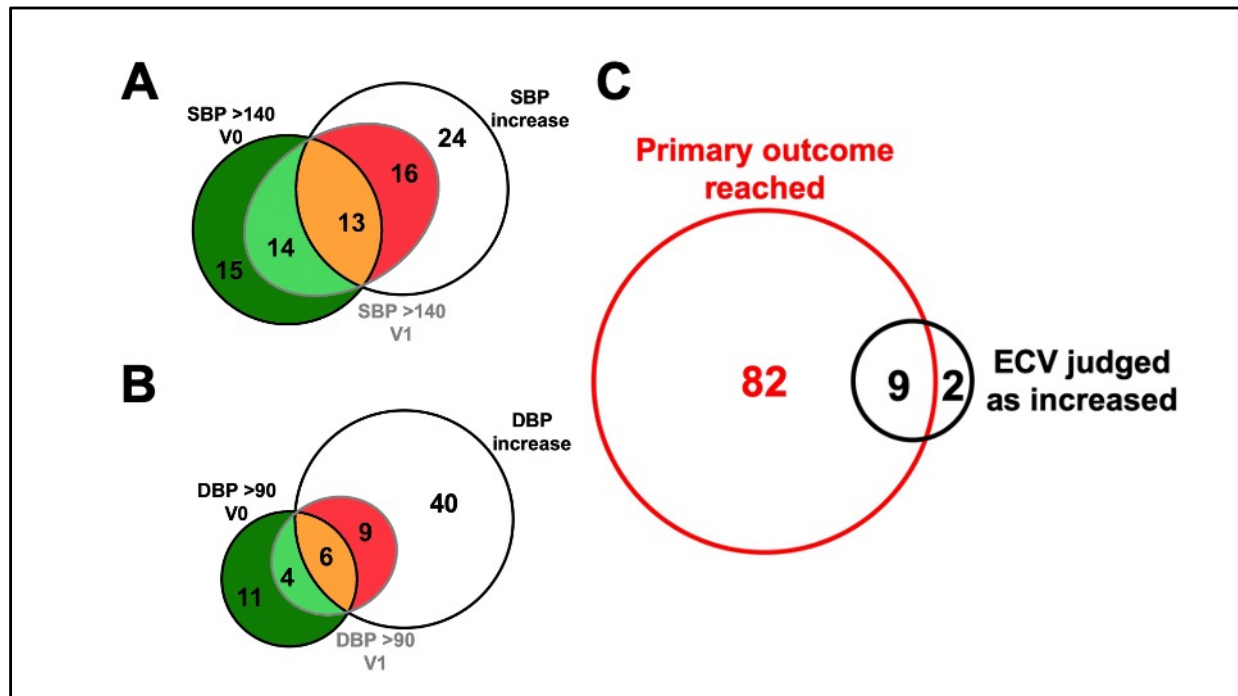 A
SBP >140
V0
SBP
increase
24
16
13
14
15
SBP >140
V1
B
DBP >90
V0
DBP
increase
40
9
6
4
11
DBP >90
V1
C
Primary outcome
reached
82
9
2
ECV judged
as increased